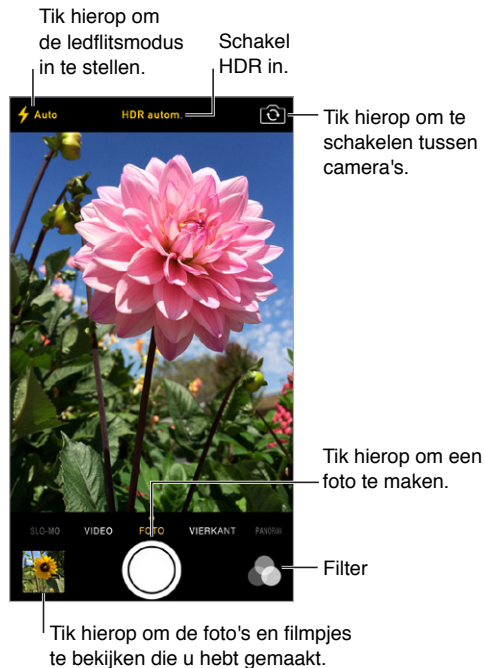 Tik hierop om
de ledflitsmodus
in te stellen.
Schakel
HDR in.
Auto
HDR autom.
Tik hierop om te
schakelen tussen
camera's.
Tik hierop om een
foto te maken.
SLO-MO VIDEO FOTO VIERKANT PANORAM
Filter
Tik hierop om de foto's en filmpjes
te bekijken die u hebt gemaakt.